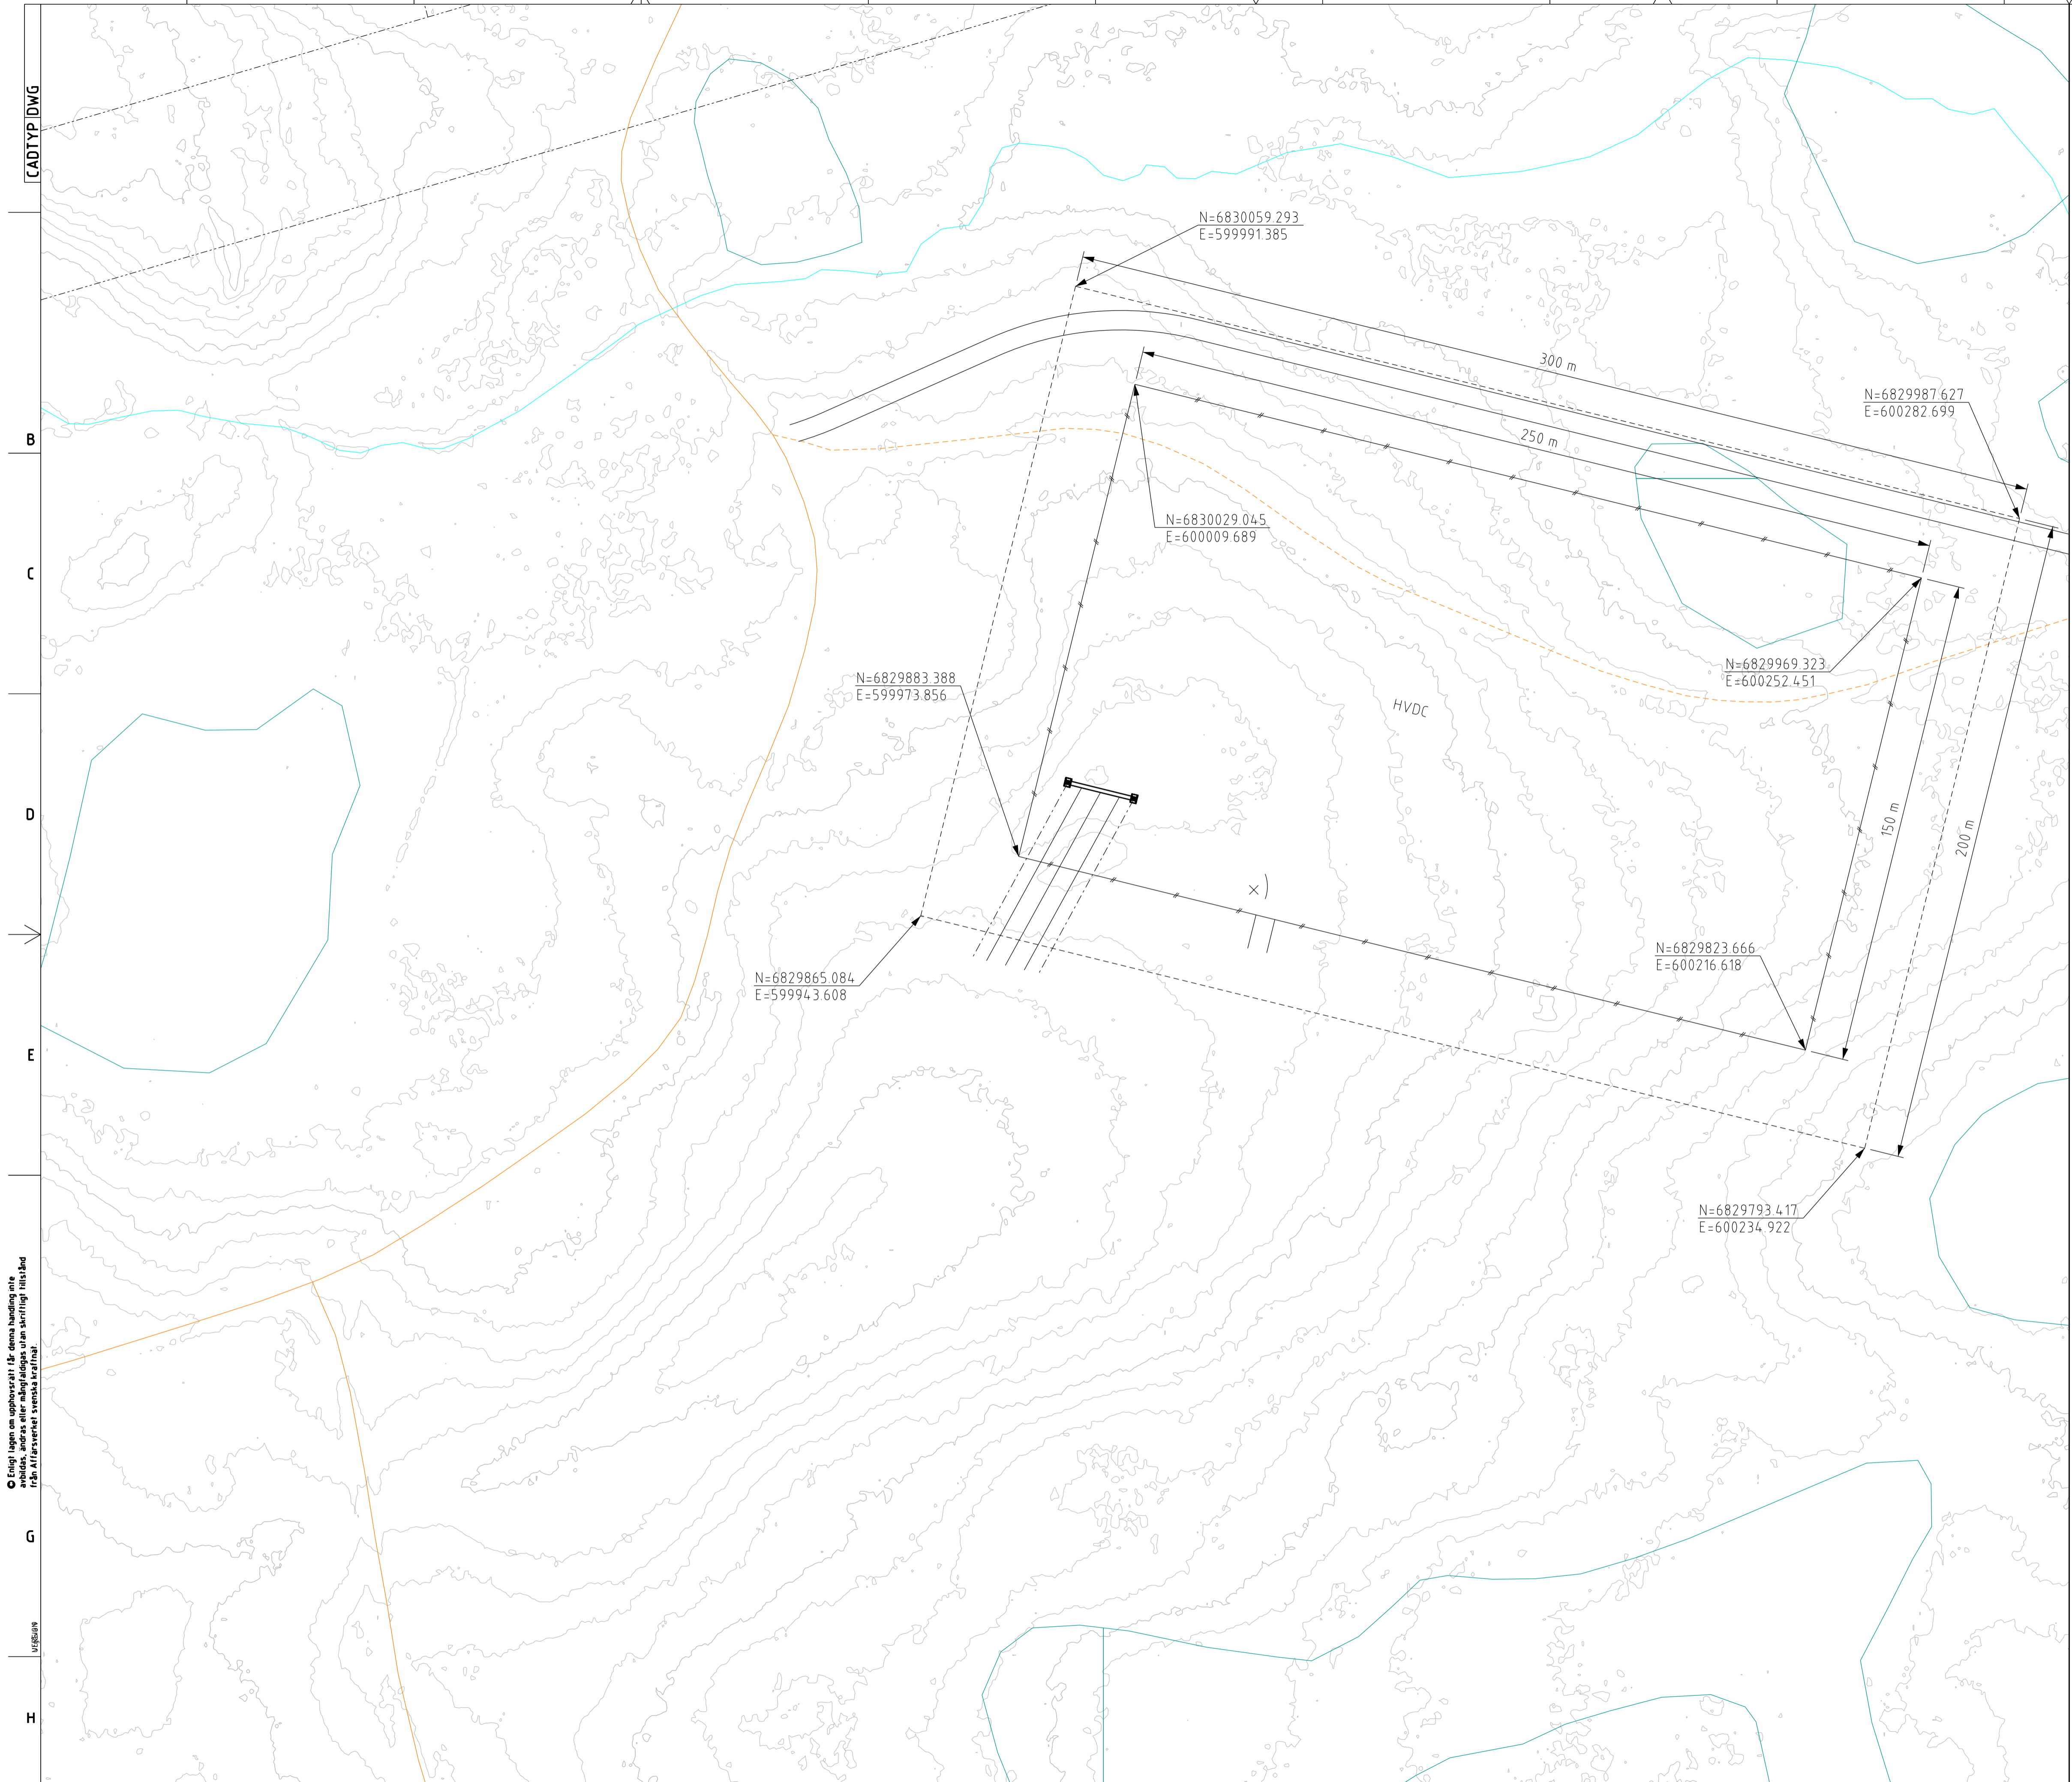 CADTYP DWG
N=6830059.293
E=599991.385
300 m
N=6829987.627
E=600282.699
B
250 m
N=6830029.045
E=600009.689
C
N=6829969.323
E=600252.451
N=6829883.388
E=599973.856
HVDC
D
150 m
200 m
x)
N=6829823.666
E=600216.618
N=6829865.084
E=599943.608
E
N=6829793.417
E=600234.922
© Enligt lagen om upphovsrätt får denna handling inte
avbildas, ändras eller mångfaldigas utan skriftligt tillstånd
från Affärsverket svenska kraftnät.
G
H